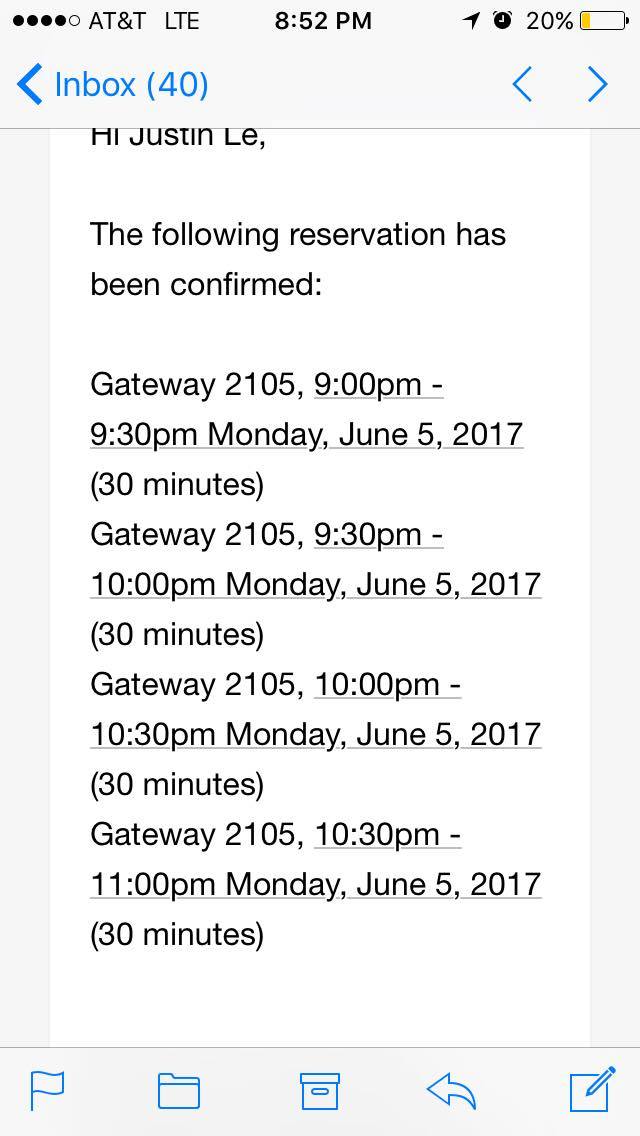 AT&T LTE 8:52 PM 20%
Inbox (40)
Hi Justin Le,
The following reservation has
been confirmed:
Gateway 2105, 9:00pm -
9:30pm Monday, June 5, 2017
(30 minutes)
Gateway 2105, 9:30pm -
10:00pm Monday, June 5, 2017
(30 minutes)
Gateway 2105, 10:00pm -
10:30pm Monday, June 5, 2017
(30 minutes)
Gateway 2105, 10:30pm -
11:00pm Monday, June 5, 2017
(30 minutes)